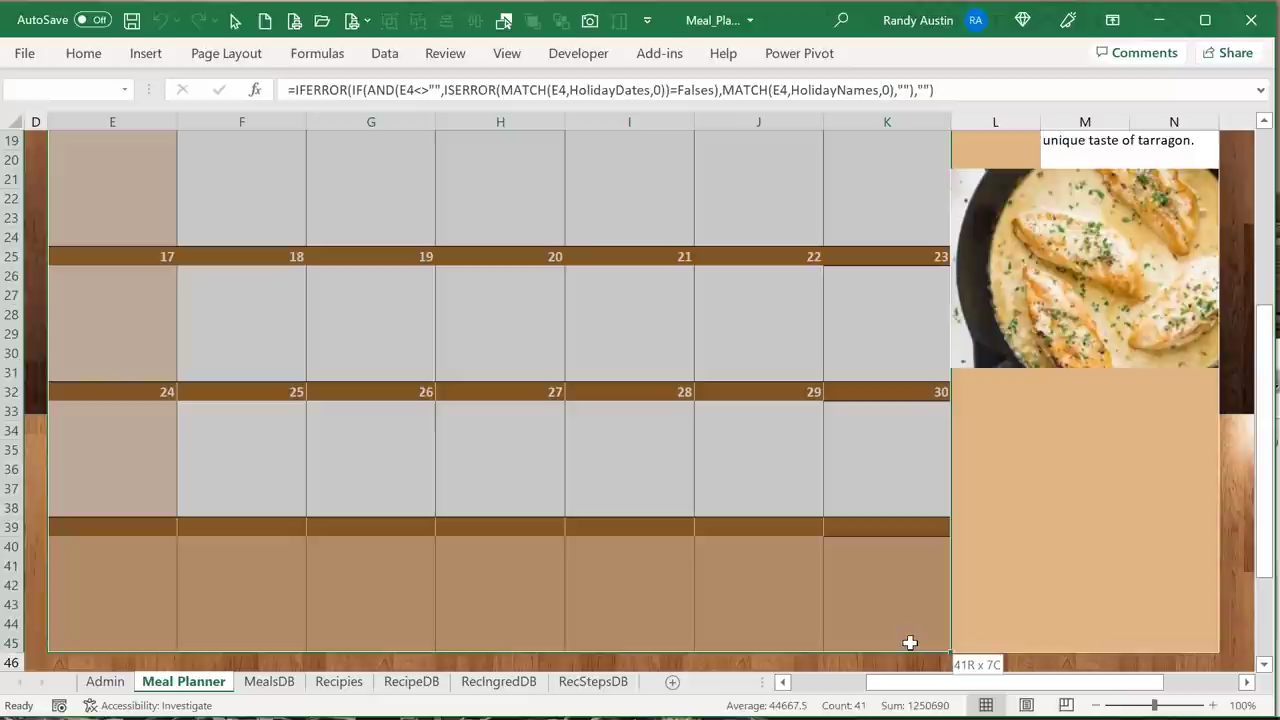 AutoSave Off Meal_Pla... Randy Austin RA
File Home Insert Page Layout Formulas Data Review View Developer Add-ins Help Power Pivot Comments Share
fx =IFERROR(IF(AND(E4<>"",ISERROR(MATCH(E4,HolidayDates,0))=Falses),MATCH(E4,HolidayNames,0),""),"")
D E F G H I J K L M N
19 unique taste of tarragon.
20
21
22
23
24
25 17 18 19 20 21 22 23
26
27
28
29
30
31
32 24 25 26 27 28 29 30
33
34
35
36
37
38
39
40
41
42
43
44
45
46 41R x 7C
Admin Meal Planner MealsDB Recipies RecipeDB RecIngredDB RecStepsDB
Ready Accessibility: Investigate Average: 44667.5 Count: 41 Sum: 1250690 100%